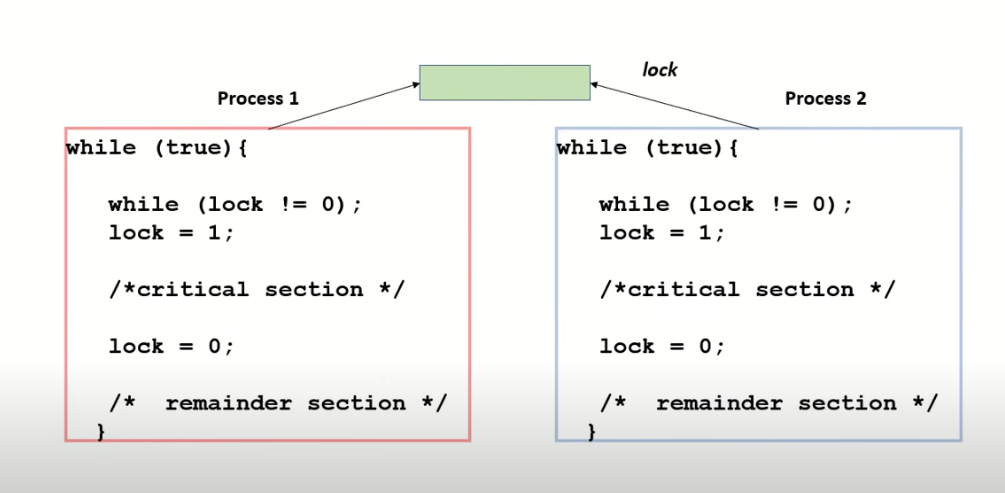 lock
Process 1
Process 2
while (true){
while (lock != 0);
lock = 1;
/*critical section */
lock = 0;
/*  remainder section */
}
while (true){
while (lock != 0);
lock = 1;
/*critical section */
lock = 0;
/*  remainder section */
}